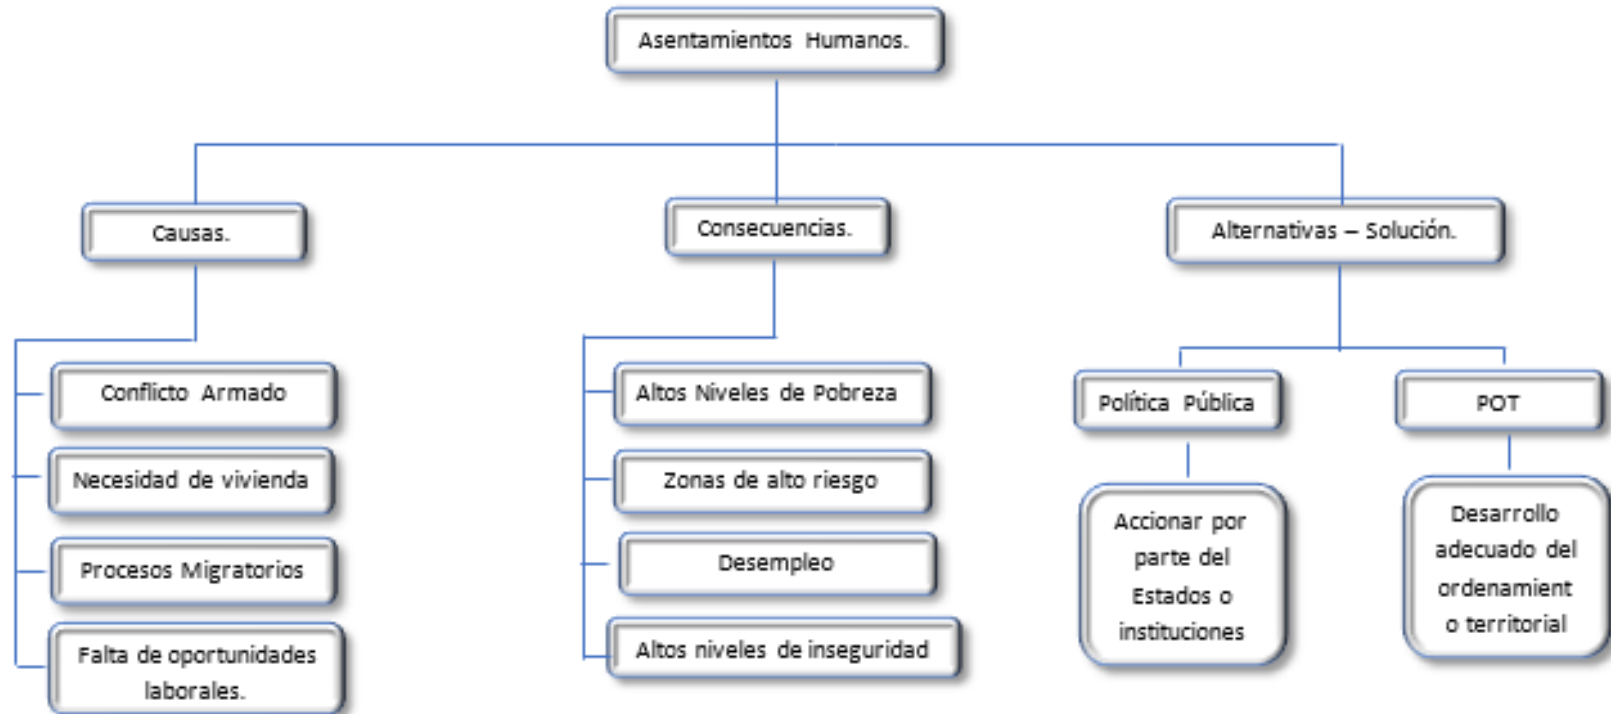 Asentamientos Humanos.
Causas.
Consecuencias.
Alternativas – Solución.
Conflicto Armado
Necesidad de vivienda
Procesos Migratorios
Falta de oportunidades
laborales.
Altos Niveles de Pobreza
Zonas de alto riesgo
Desempleo
Altos niveles de inseguridad
Política Pública
Accionar por
parte del
Estados o
instituciones
POT
Desarrollo
adecuado del
ordenamient
o territorial